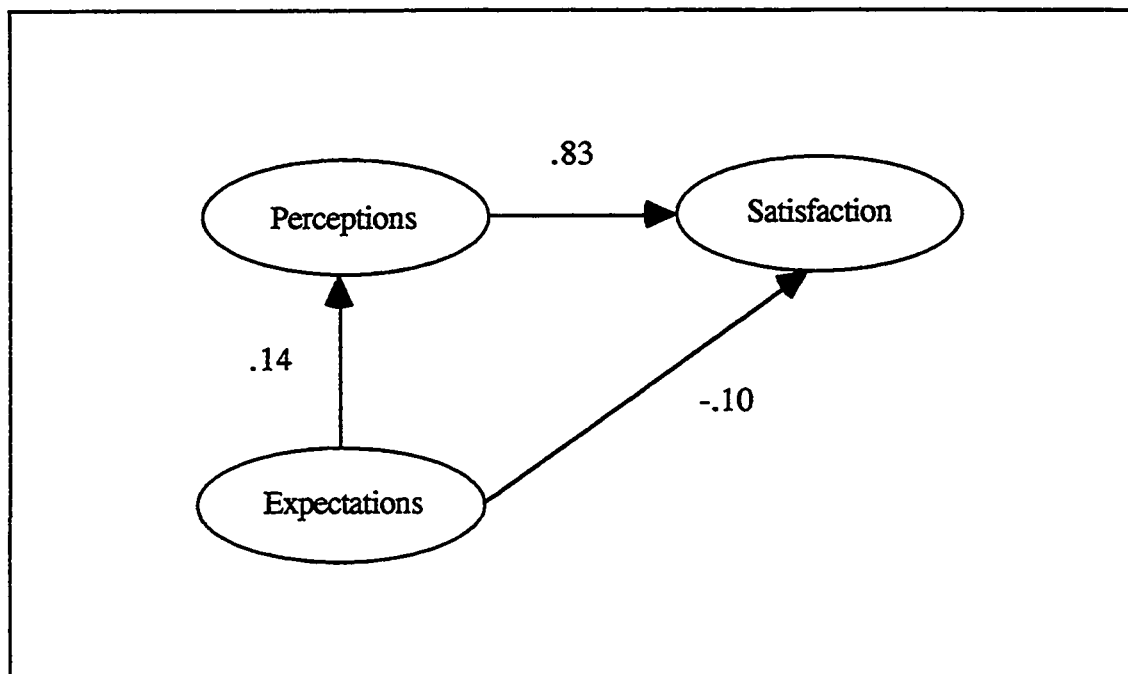 .83
Perceptions
Satisfaction
.14
-.10
Expectations